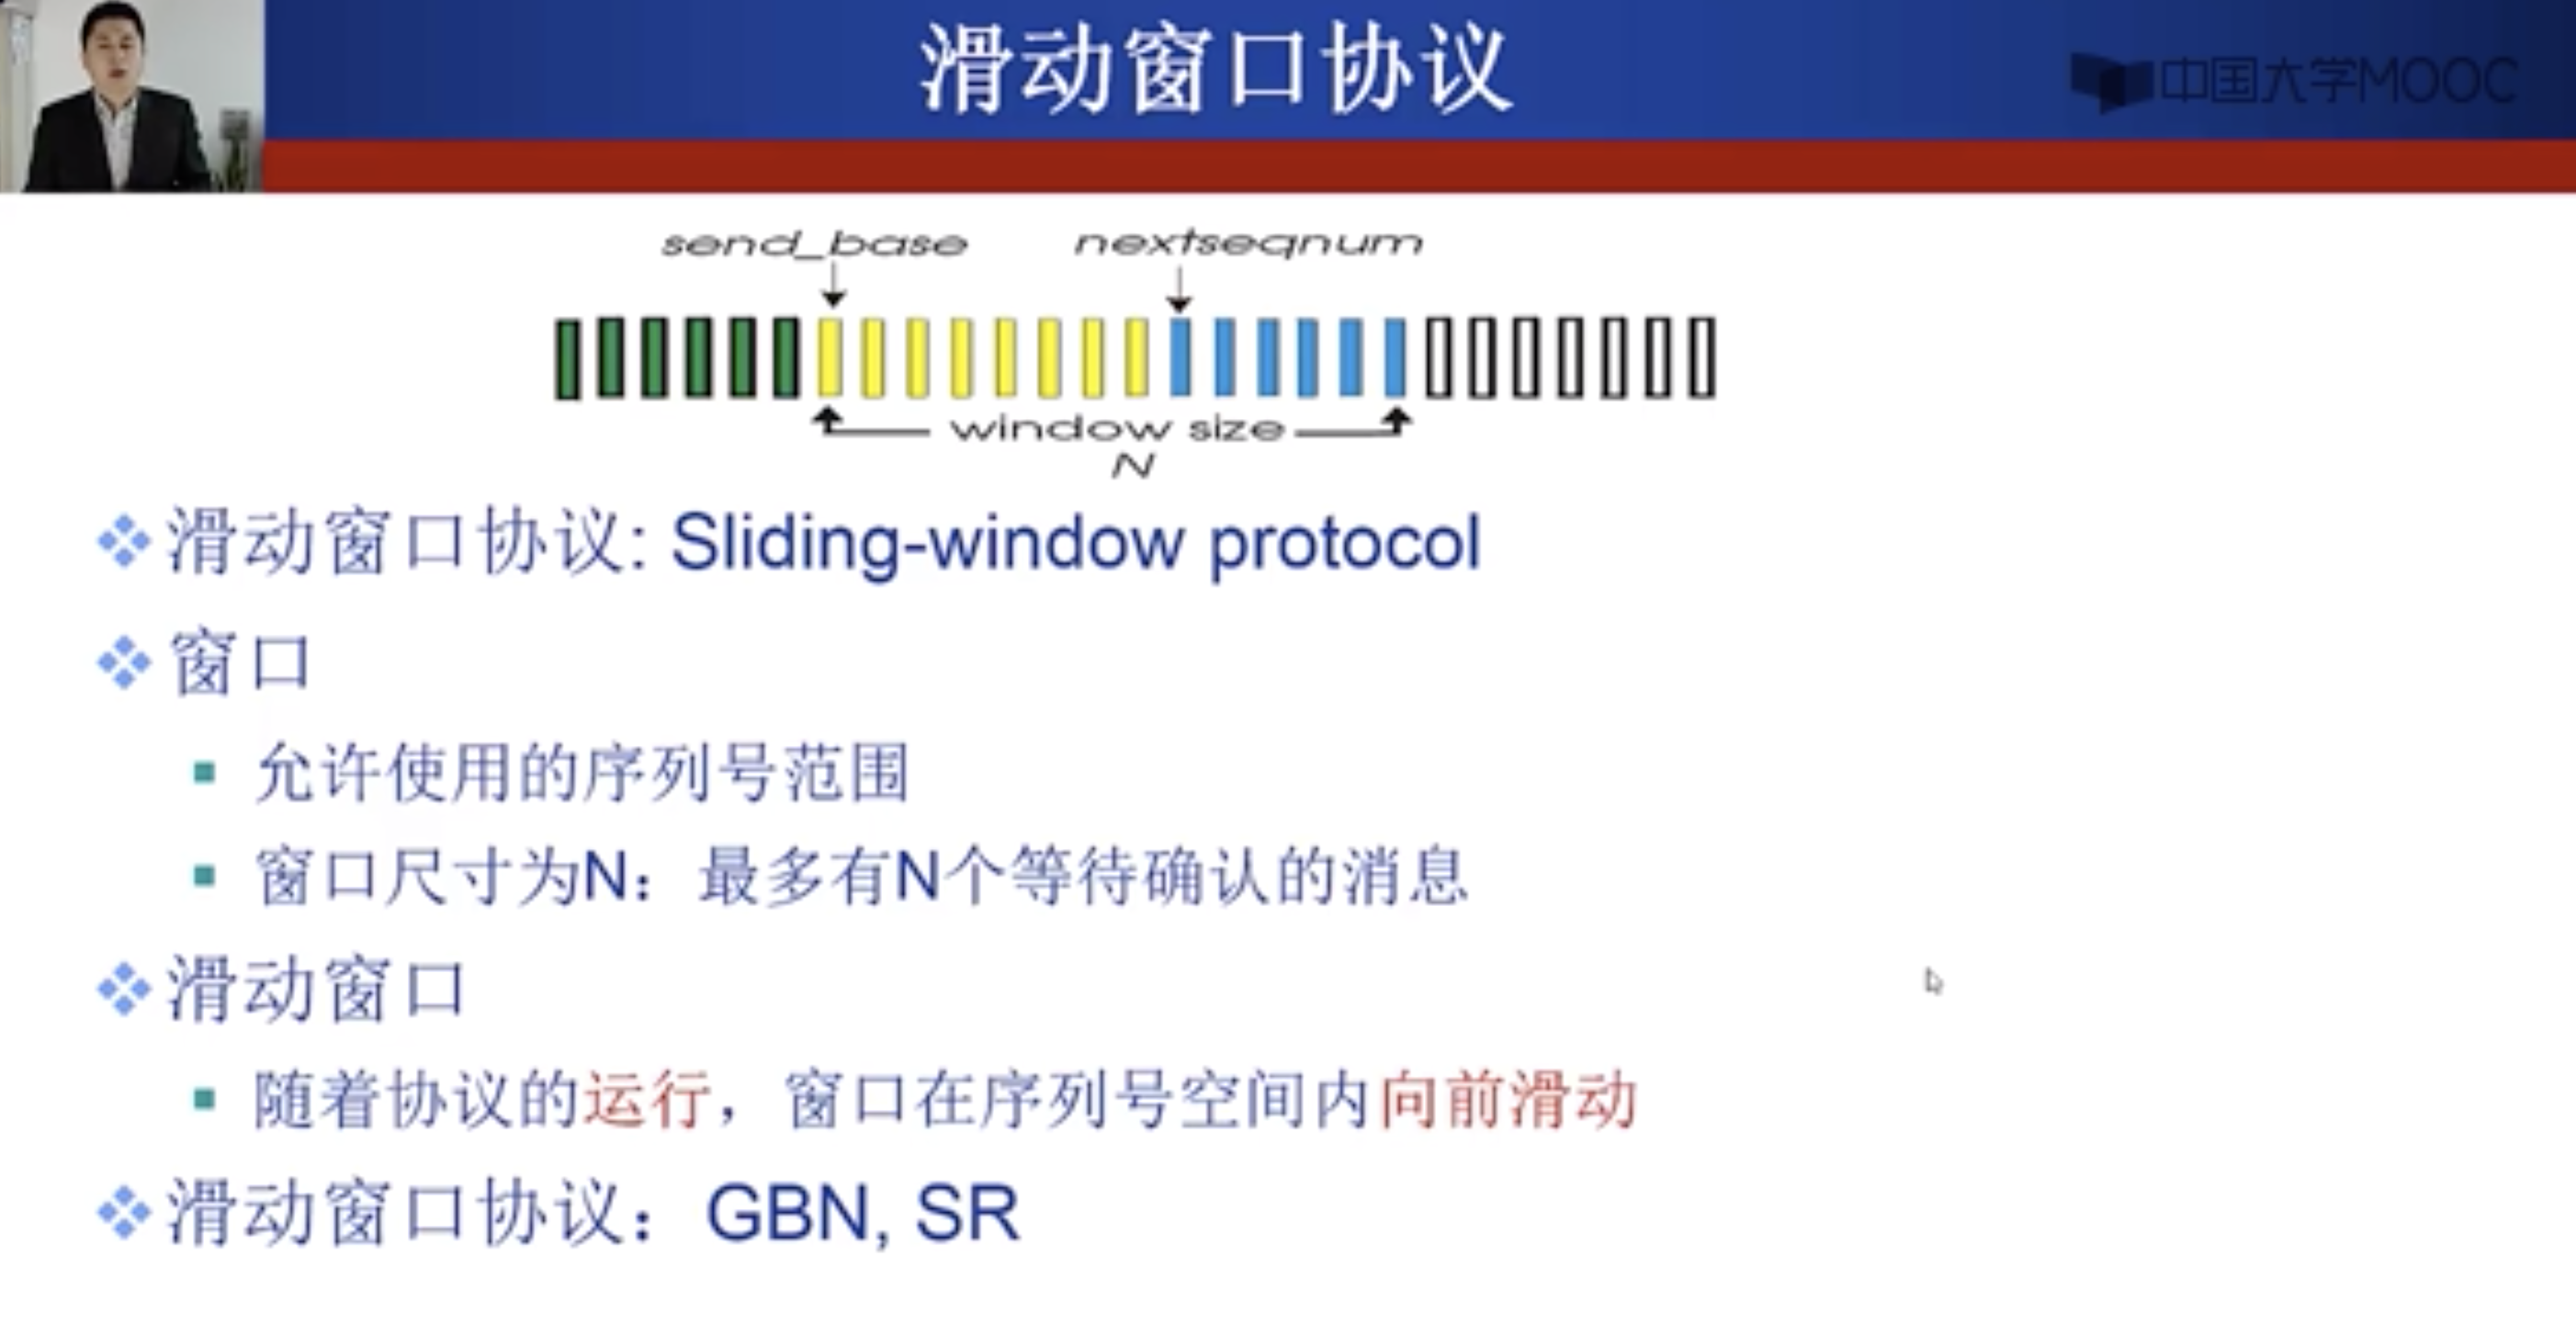 滑动窗口协议
中国大学MOOC
send_base
nextseqnum
window size
N
滑动窗口协议: Sliding-window protocol
窗口
允许使用的序列号范围
窗口尺寸为N：最多有N个等待确认的消息
滑动窗口
随着协议的运行，窗口在序列号空间内向前滑动
滑动窗口协议：GBN, SR